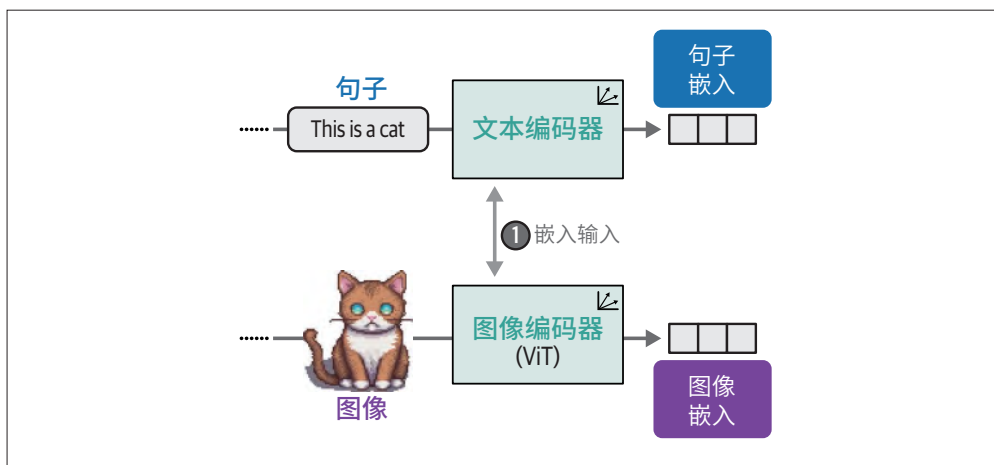 句子
嵌入
句子
...... This is a cat
文本编码器
1 嵌入输入
......
图像编码器
(ViT)
图像
图像
嵌入